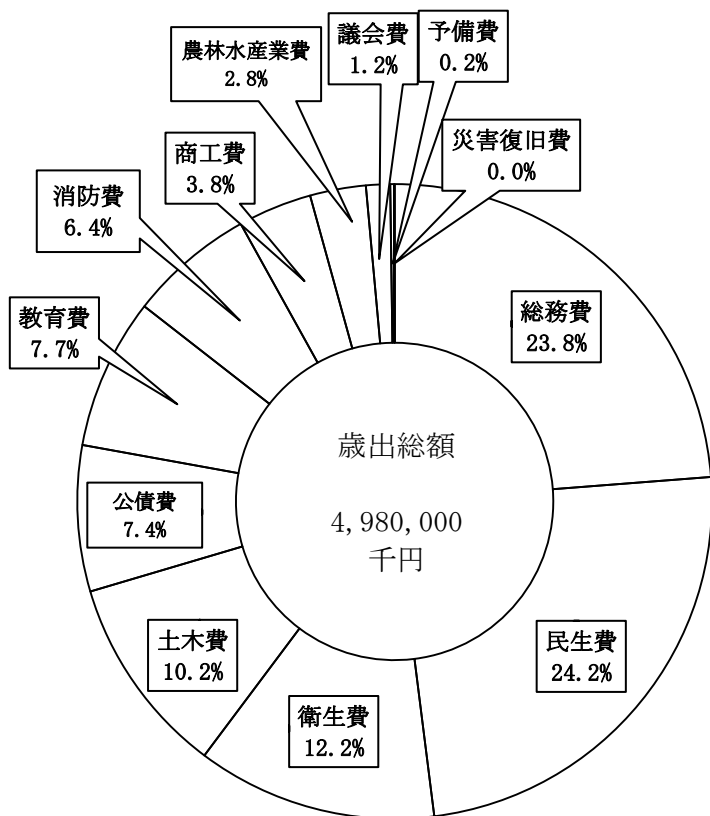 農林水産業費
2.8%
議会費
1.2%
予備費
0.2%
災害復旧費
0.0%
商工費
3.8%
消防費
6.4%
教育費
7.7%
総務費
23.8%
歳出総額
4,980,000
千円
公債費
7.4%
土木費
10.2%
衛生費
12.2%
民生費
24.2%